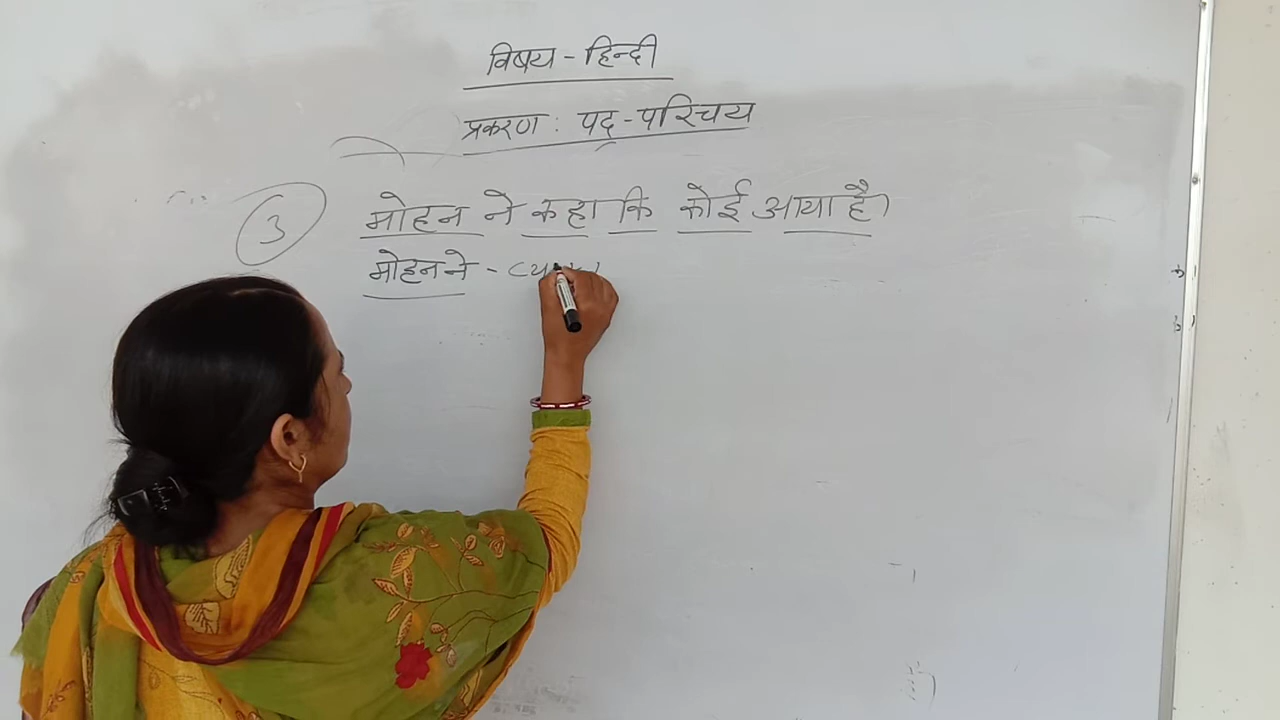 विषय - हिन्दी
प्रकरण : पद - परिचय
3 मोहन ने कहा कि कोई आया है।
मोहन ने -